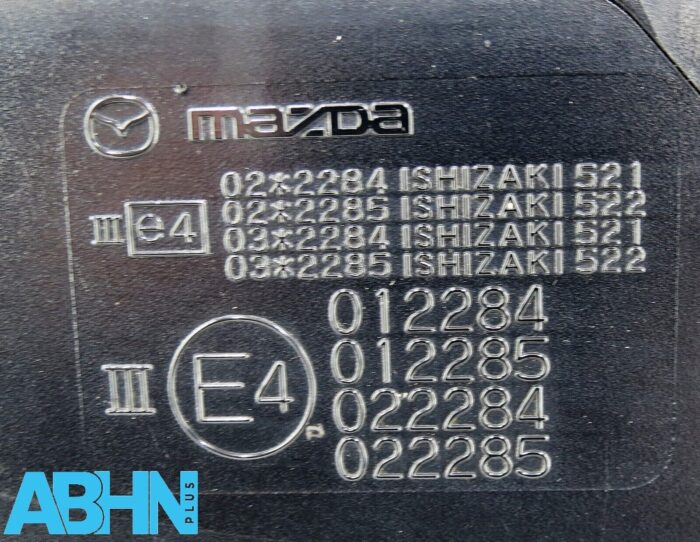 mazda
02*2284 ISHIZAKI 521
02*2285 ISHIZAKI 522
03*2284 ISHIZAKI 521
03*2285 ISHIZAKI 522
III e4
012284
012285
022284
022285
III E4
ABHN PLUS